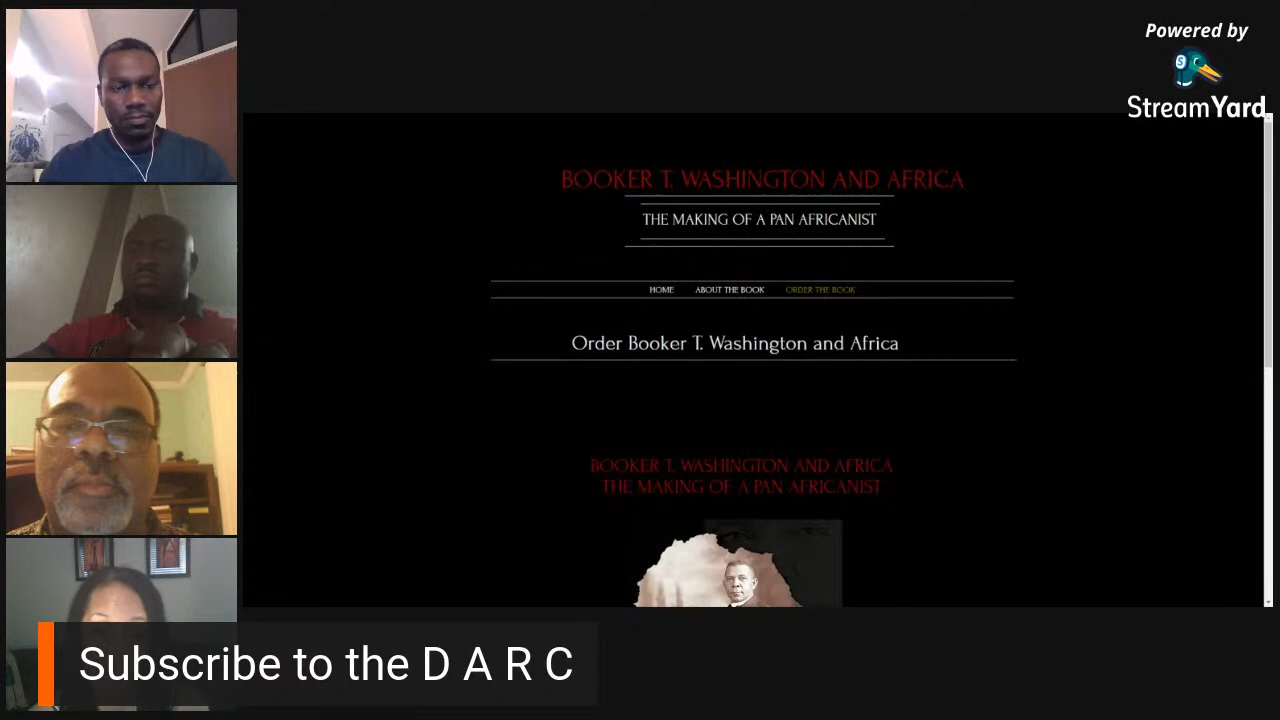 Powered by
StreamYard
BOOKER T. WASHINGTON AND AFRICA
THE MAKING OF A PAN AFRICANIST
HOME ABOUT THE BOOK ORDER THE BOOK
Order Booker T. Washington and Africa
BOOKER T. WASHINGTON AND AFRICA
THE MAKING OF A PAN AFRICANIST
Subscribe to the D A R C